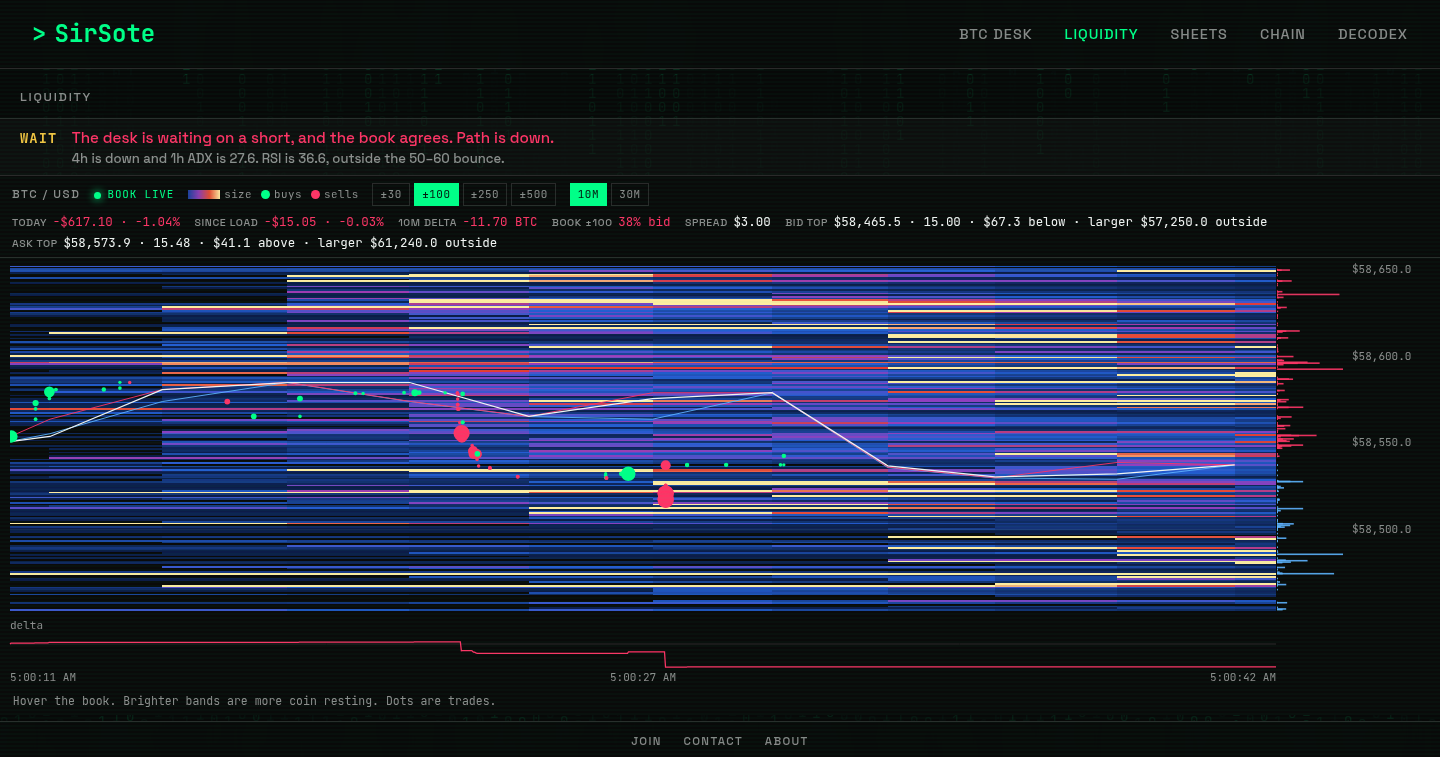 > SirSote
BTC DESK LIQUIDITY SHEETS CHAIN DECODEX
LIQUIDITY
WAIT The desk is waiting on a short, and the book agrees. Path is down.
4h is down and 1h ADX is 27.6. RSI is 36.6, outside the 50–60 bounce.
BTC / USD BOOK LIVE size buys sells ±30 ±100 ±250 ±500 10M 30M
TODAY -$617.10 · -1.04% SINCE LOAD -$15.05 · -0.03% 10M DELTA -11.70 BTC BOOK ±100 38% bid SPREAD $3.00 BID TOP $58,465.5 · 15.00 · $67.3 below · larger $57,250.0 outside
ASK TOP $58,573.9 · 15.48 · $41.1 above · larger $61,240.0 outside
$58,650.0
$58,600.0
$58,550.0
$58,500.0
delta
5:00:11 AM 5:00:27 AM 5:00:42 AM
Hover the book. Brighter bands are more coin resting. Dots are trades.
JOIN CONTACT ABOUT